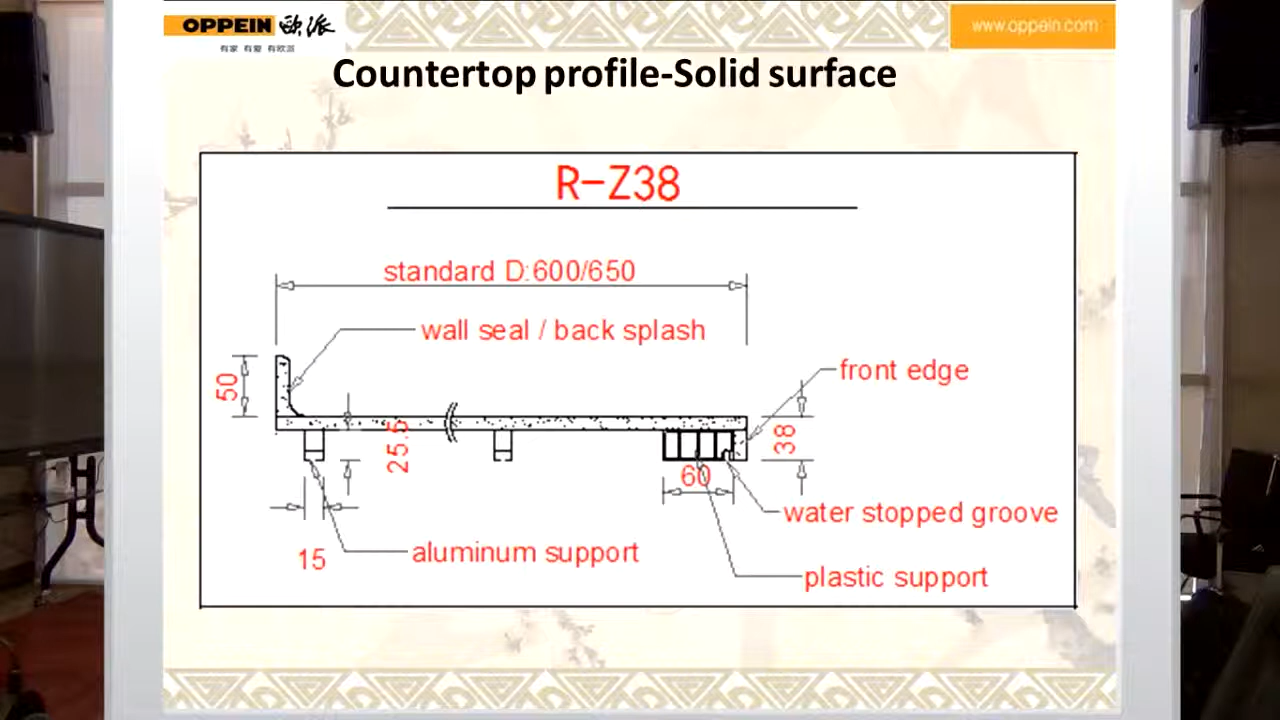 OPPEIN 欧派
有家 有爱 有欧派
www.oppein.com
Countertop profile-Solid surface
R-Z38
standard D:600/650
wall seal / back splash
front edge
50
25.5
38
60
water stopped groove
15
aluminum support
plastic support